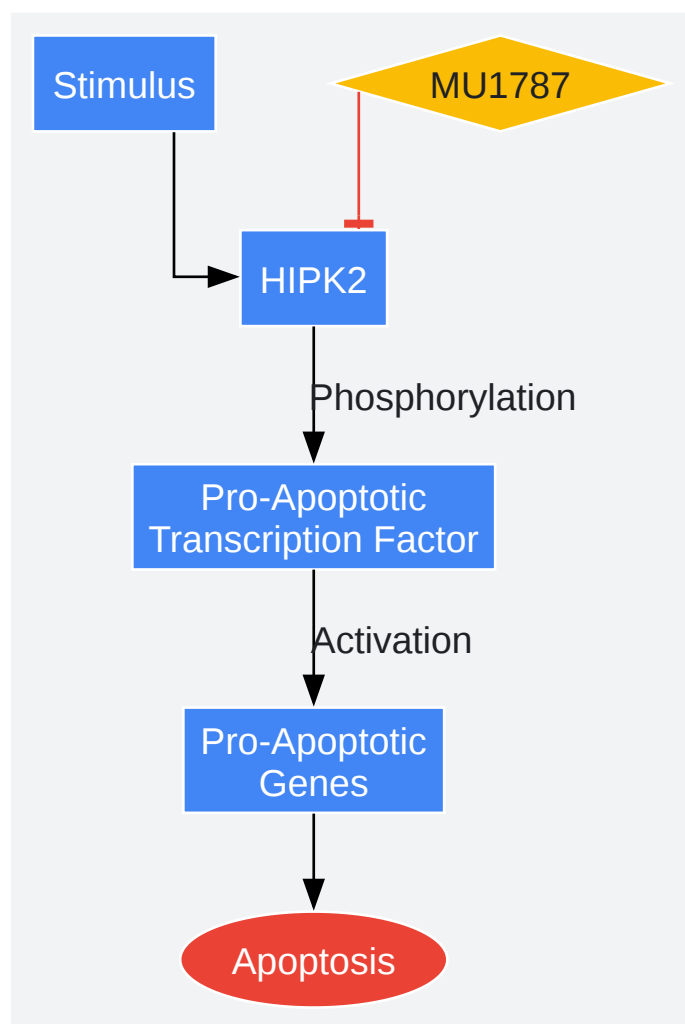 Stimulus
MU1787
HIPK2
Phosphorylation
Pro-Apoptotic
Transcription Factor
Activation
Pro-Apoptotic
Genes
Apoptosis